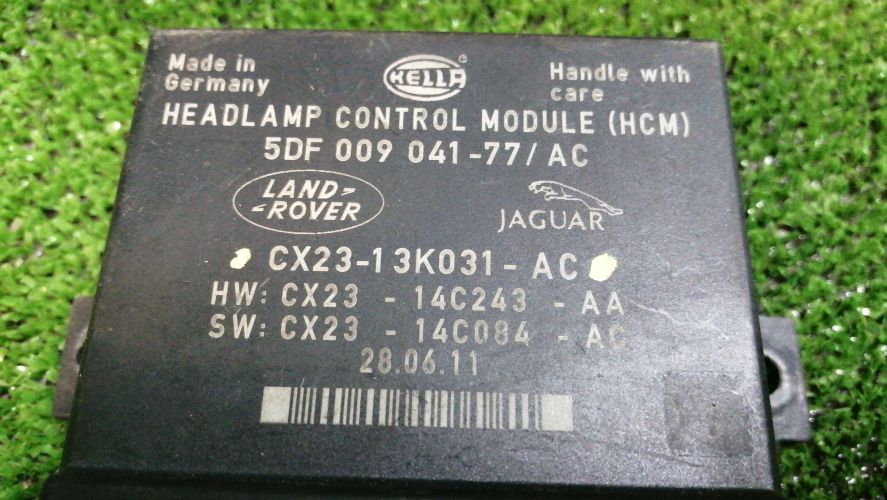 Made in
Germany
HELLA
®
Handle with
care
HEADLAMP CONTROL MODULE (HCM)
5DF 009 041-77/ AC
LAND-
-ROVER
JAGUAR
CX23-13K031- AC
HW: CX23 - 14C243 - AA
SW: CX23 - 14C084 - AC
28.06.11